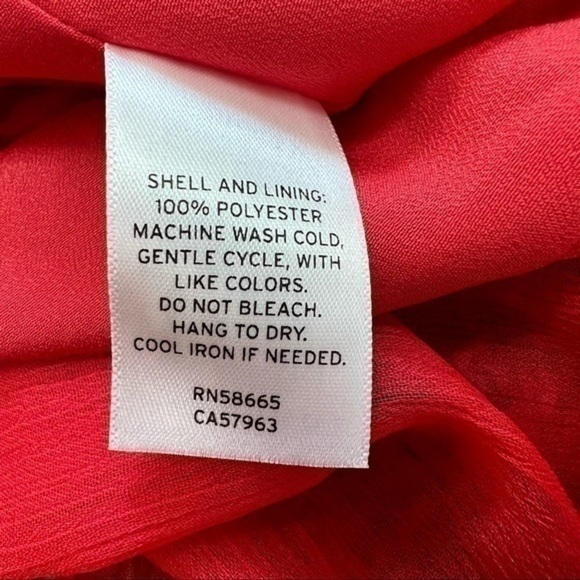 SHELL AND LINING:
100% POLYESTER
MACHINE WASH COLD,
GENTLE CYCLE, WITH
LIKE COLORS.
DO NOT BLEACH.
HANG TO DRY.
COOL IRON IF NEEDED.
RN58665
CA57963